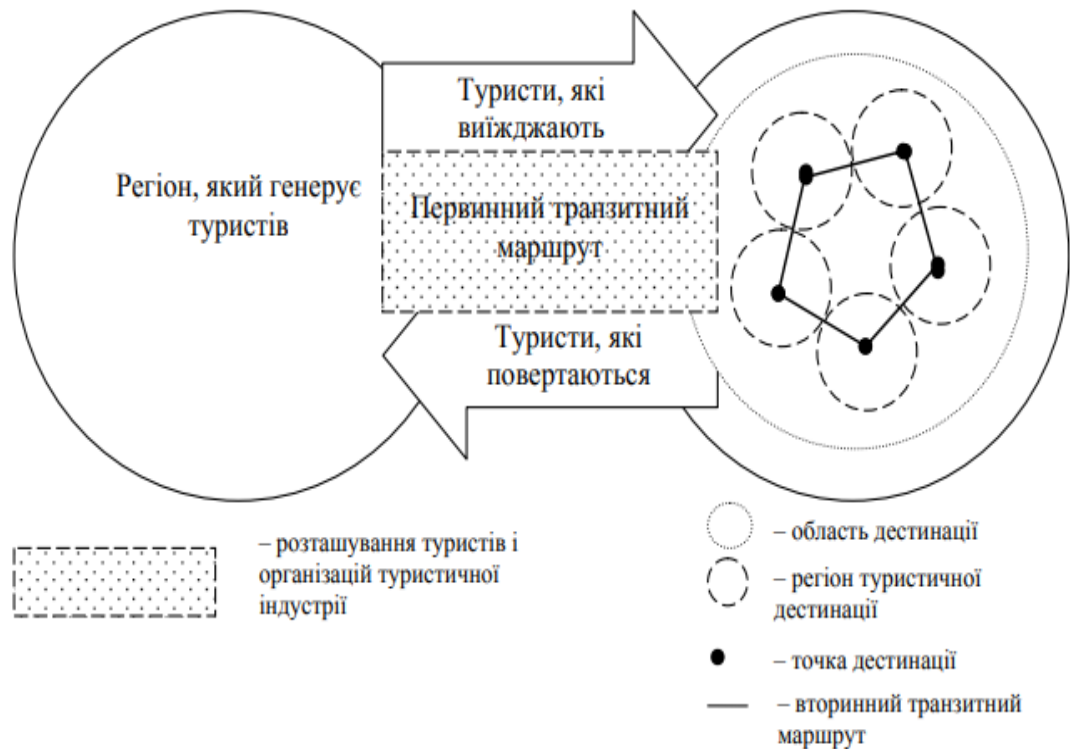 Туристи, які
виїжджають
Регіон, який генерує
туристів
Первинний транзитний
маршрут
Туристи, які
повертаються
– розташування туристів і
організацій туристичної
індустрії
– область дестинації
– регіон туристичної
дестинації
– точка дестинації
– вторинний транзитний
маршрут